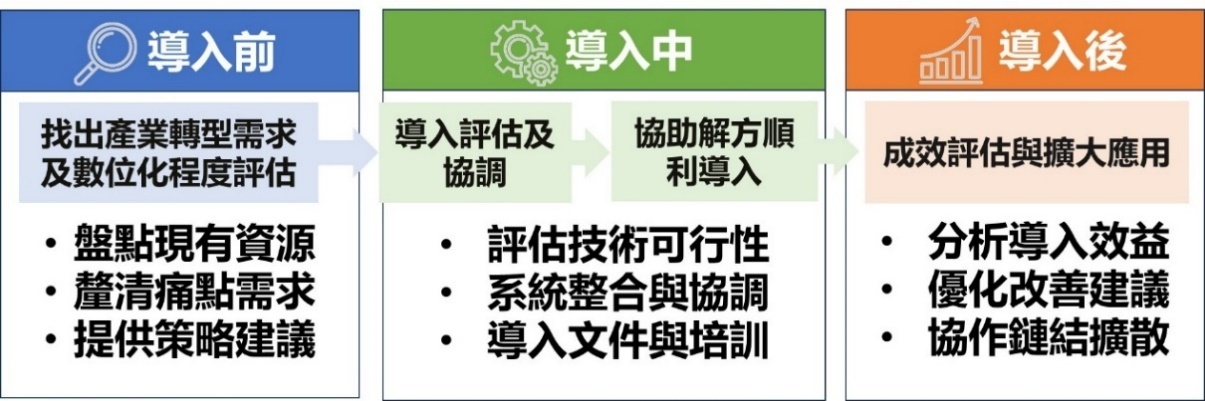 導入前
找出產業轉型需求
及數位化程度評估
• 盤點現有資源
• 釐清痛點需求
• 提供策略建議
導入中
導入評估及
協調
協助解方順
利導入
• 評估技術可行性
• 系統整合與協調
• 導入文件與培訓
導入後
成效評估與擴大應用
• 分析導入效益
• 優化改善建議
• 協作鏈結擴散